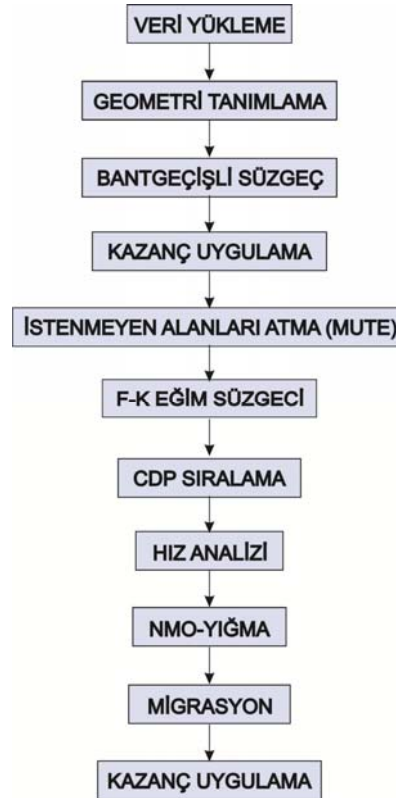 VERİ YÜKLEME
GEOMETRİ TANIMLAMA
BANTGEÇİŞLİ SÜZGEÇ
KAZANÇ UYGULAMA
İSTENMEYEN ALANLARI ATMA (MUTE)
F-K EĞİM SÜZGECİ
CDP SIRALAMA
HIZ ANALİZİ
NMO-YIĞMA
MİGRASYON
KAZANÇ UYGULAMA